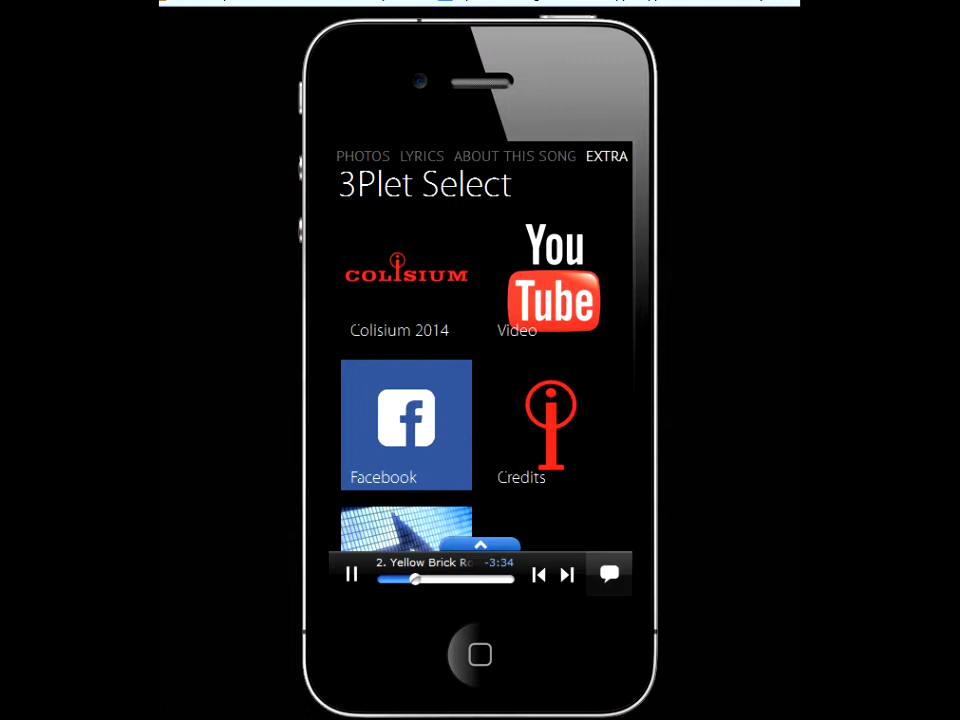 PHOTOS LYRICS ABOUT THIS SONG EXTRA
3Plet Select
COLiSIUM
You
Tube
Colisium 2014
Video
f
i
Facebook
Credits
2. Yellow Brick Ro
-3:34